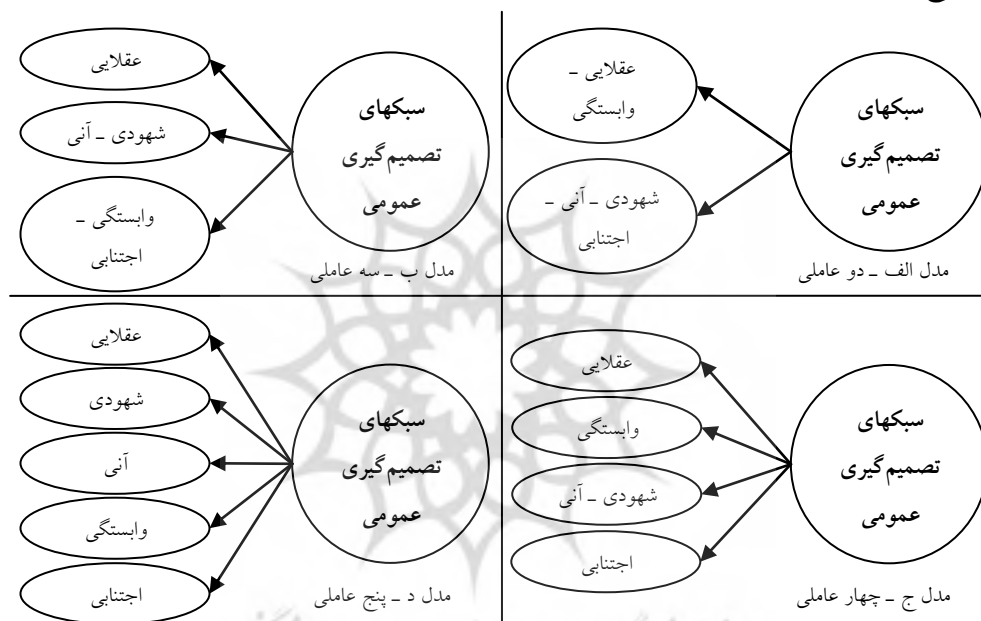 سبکهای
تصمیم‌گیری
عمومی
عقلایی ـ
وابستگی
شهودی ـ آنی ـ
اجتنابی
مدل الف ـ دو عاملی
سبکهای
تصمیم‌گیری
عمومی
عقلایی
شهودی ـ آنی
وابستگی ـ
اجتنابی
مدل ب ـ سه عاملی
سبکهای
تصمیم‌گیری
عمومی
عقلایی
وابستگی
شهودی ـ آنی
اجتنابی
مدل ج ـ چهار عاملی
سبکهای
تصمیم‌گیری
عمومی
عقلایی
شهودی
آنی
وابستگی
اجتنابی
مدل د ـ پنج عاملی